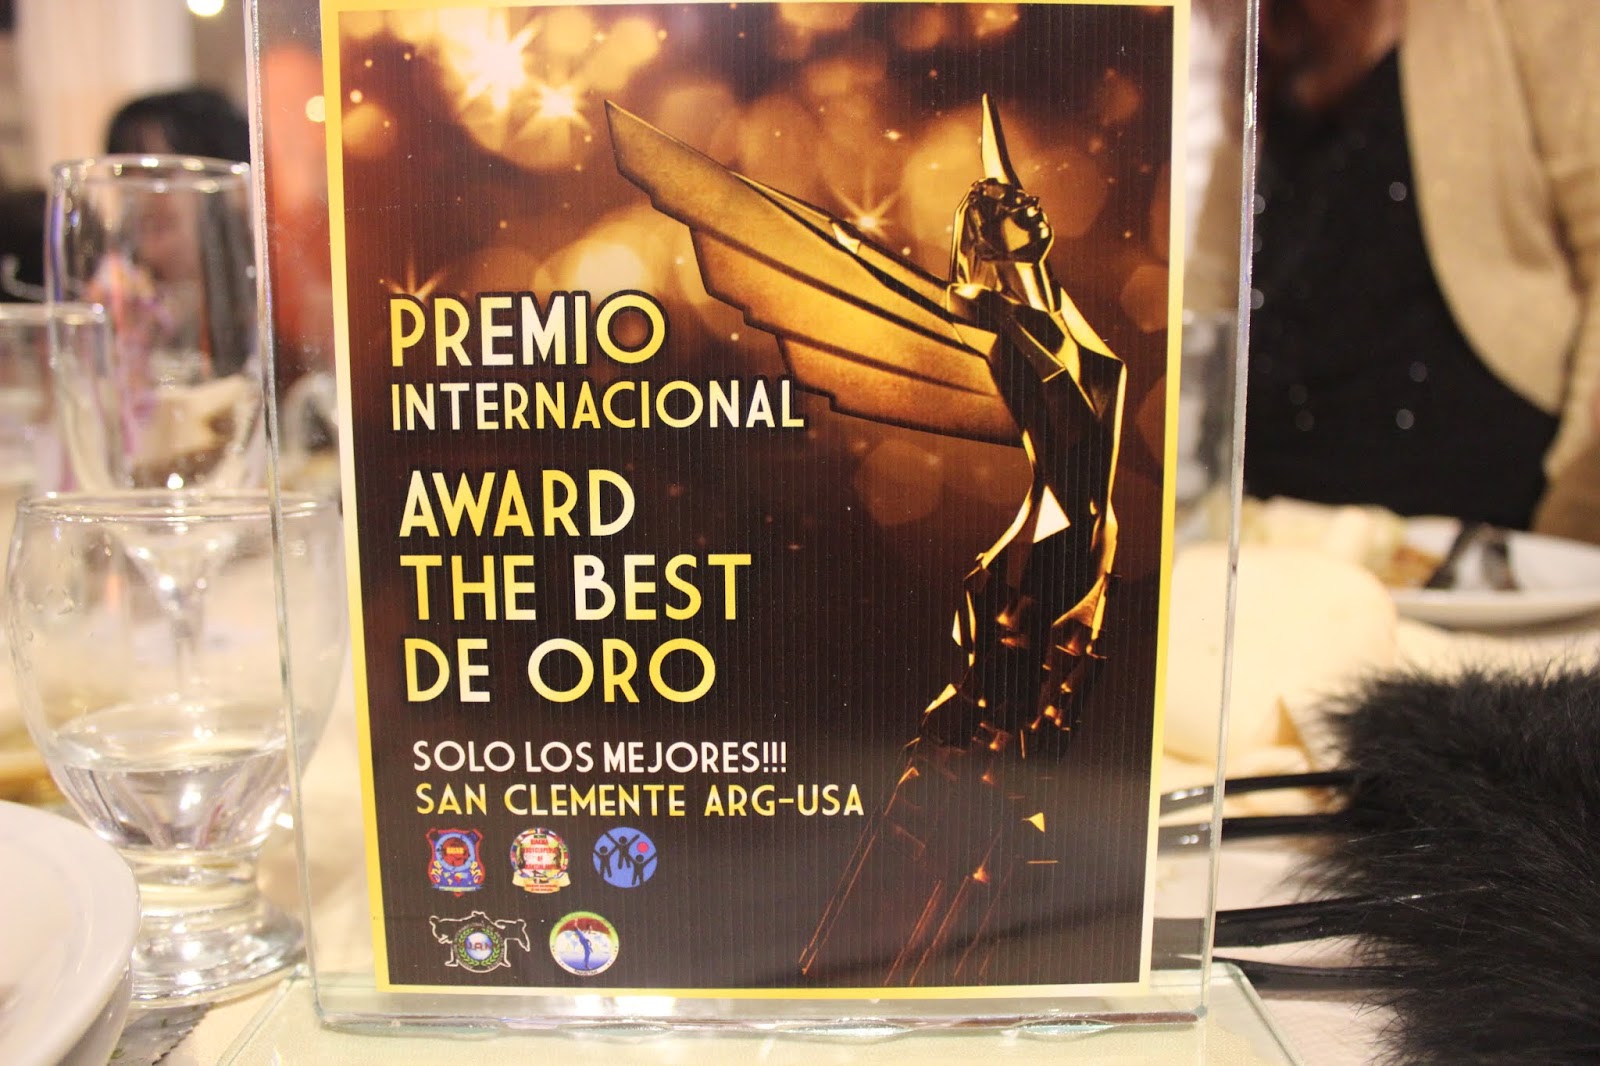 PREMIO
INTERNACIONAL
AWARD
THE BEST
DE ORO
SOLO LOS MEJORES!!!
SAN CLEMENTE ARG-USA